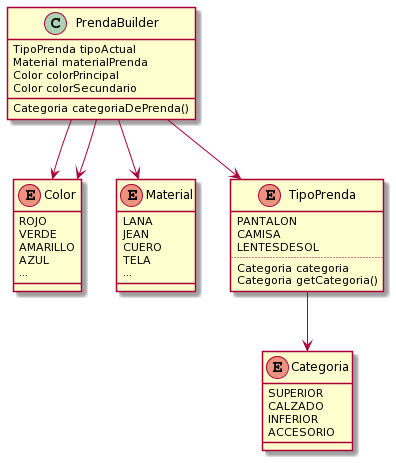 C PrendaBuilder
TipoPrenda tipoActual
Material materialPrenda
Color colorPrincipal
Color colorSecundario
Categoria categoriaDePrenda()
E Color
ROJO
VERDE
AMARILLO
AZUL
...
E Material
LANA
JEAN
CUERO
TELA
...
E TipoPrenda
PANTALON
CAMISA
LENTESDESOL
Categoria categoria
Categoria getCategoria()
E Categoria
SUPERIOR
CALZADO
INFERIOR
ACCESORIO